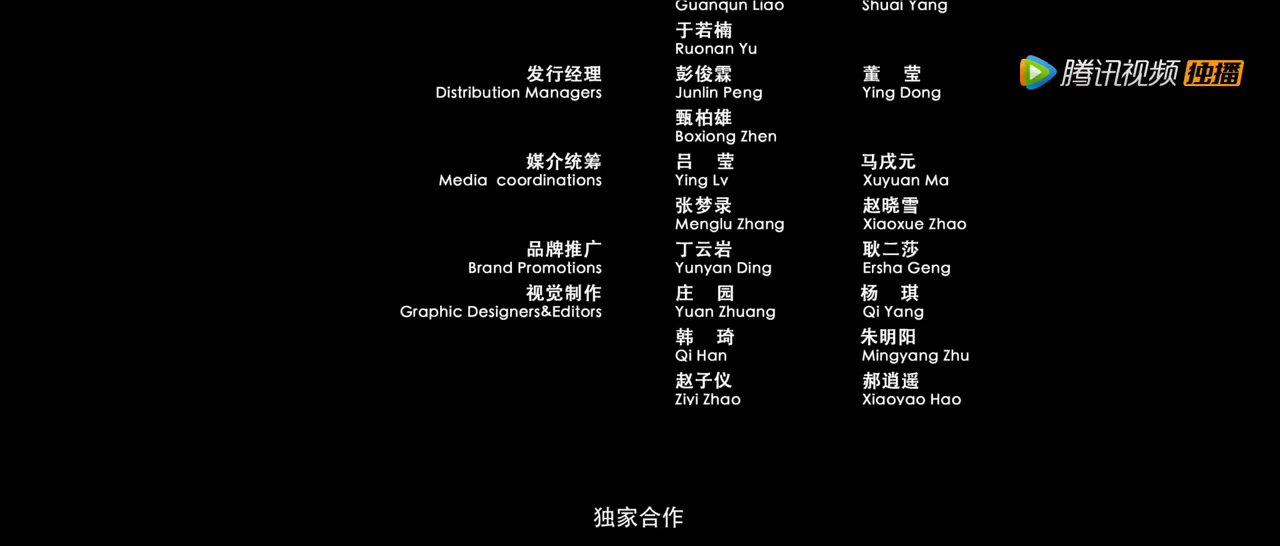 Guanqun Liao Shuai Yang
于若楠
Ruonan Yu
发行经理 彭俊霖 董 莹
Distribution Managers Junlin Peng Ying Dong
甄柏雄
Boxiong Zhen
媒介统筹 吕 莹 马戌元
Media coordinations Ying Lv Xuyuan Ma
张梦录 赵晓雪
Menglu Zhang Xiaoxue Zhao
品牌推广 丁云岩 耿二莎
Brand Promotions Yunyan Ding Ersha Geng
视觉制作 庄 园 杨 琪
Graphic Designers&Editors Yuan Zhuang Qi Yang
韩 琦 朱明阳
Qi Han Mingyang Zhu
赵子仪 郝逍遥
Ziyi Zhao Xiaoyao Hao
独家合作
腾讯视频 独播